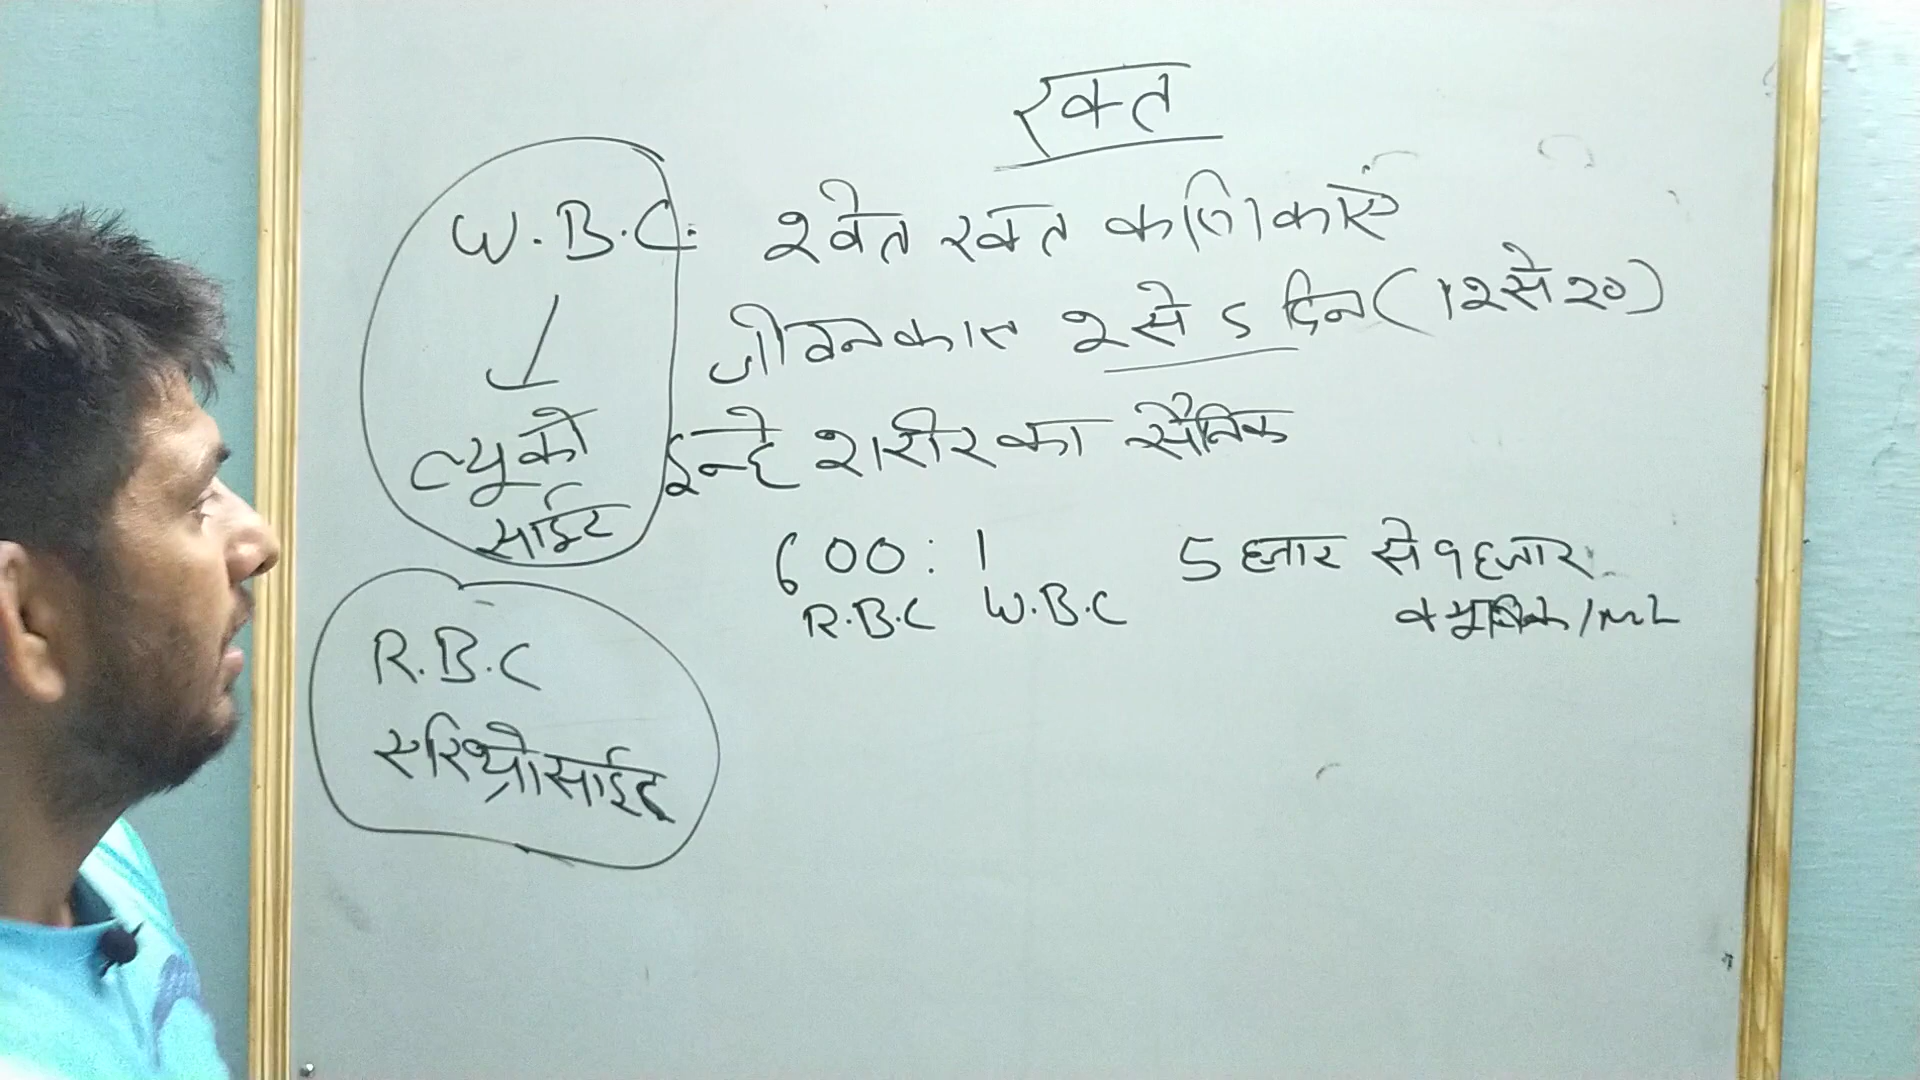 रक्त
W.B.C. श्वेत रक्त कणिकाएं
जीवनकाल 2 से 5 दिन (12 से 20)
ल्यूको
साईट
इन्हे शरीर का सैनिक
600 : 1
R.B.C W.B.C
5 हजार से 9 हजार
क्यूबिक/mL
R.B.C
एरिथ्रोसाईट